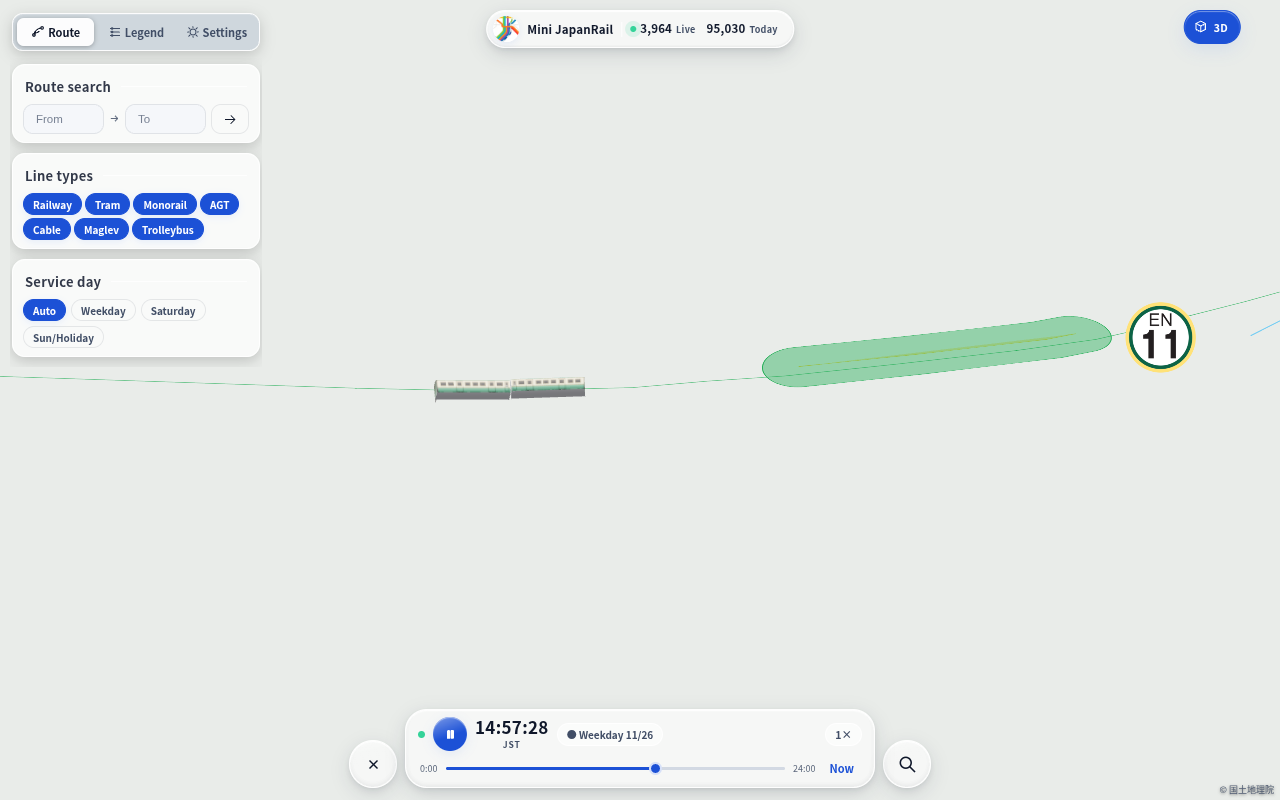 Route
Legend
Settings
Mini JapanRail
3,964 Live
95,030 Today
3D
Route search
From → To →
Line types
Railway
Tram
Monorail
AGT
Cable
Maglev
Trolleybus
Service day
Auto
Weekday
Saturday
Sun/Holiday
EN
11
14:57:28
JST
Weekday 11/26
1×
0:00
24:00
Now
© 国土地理院